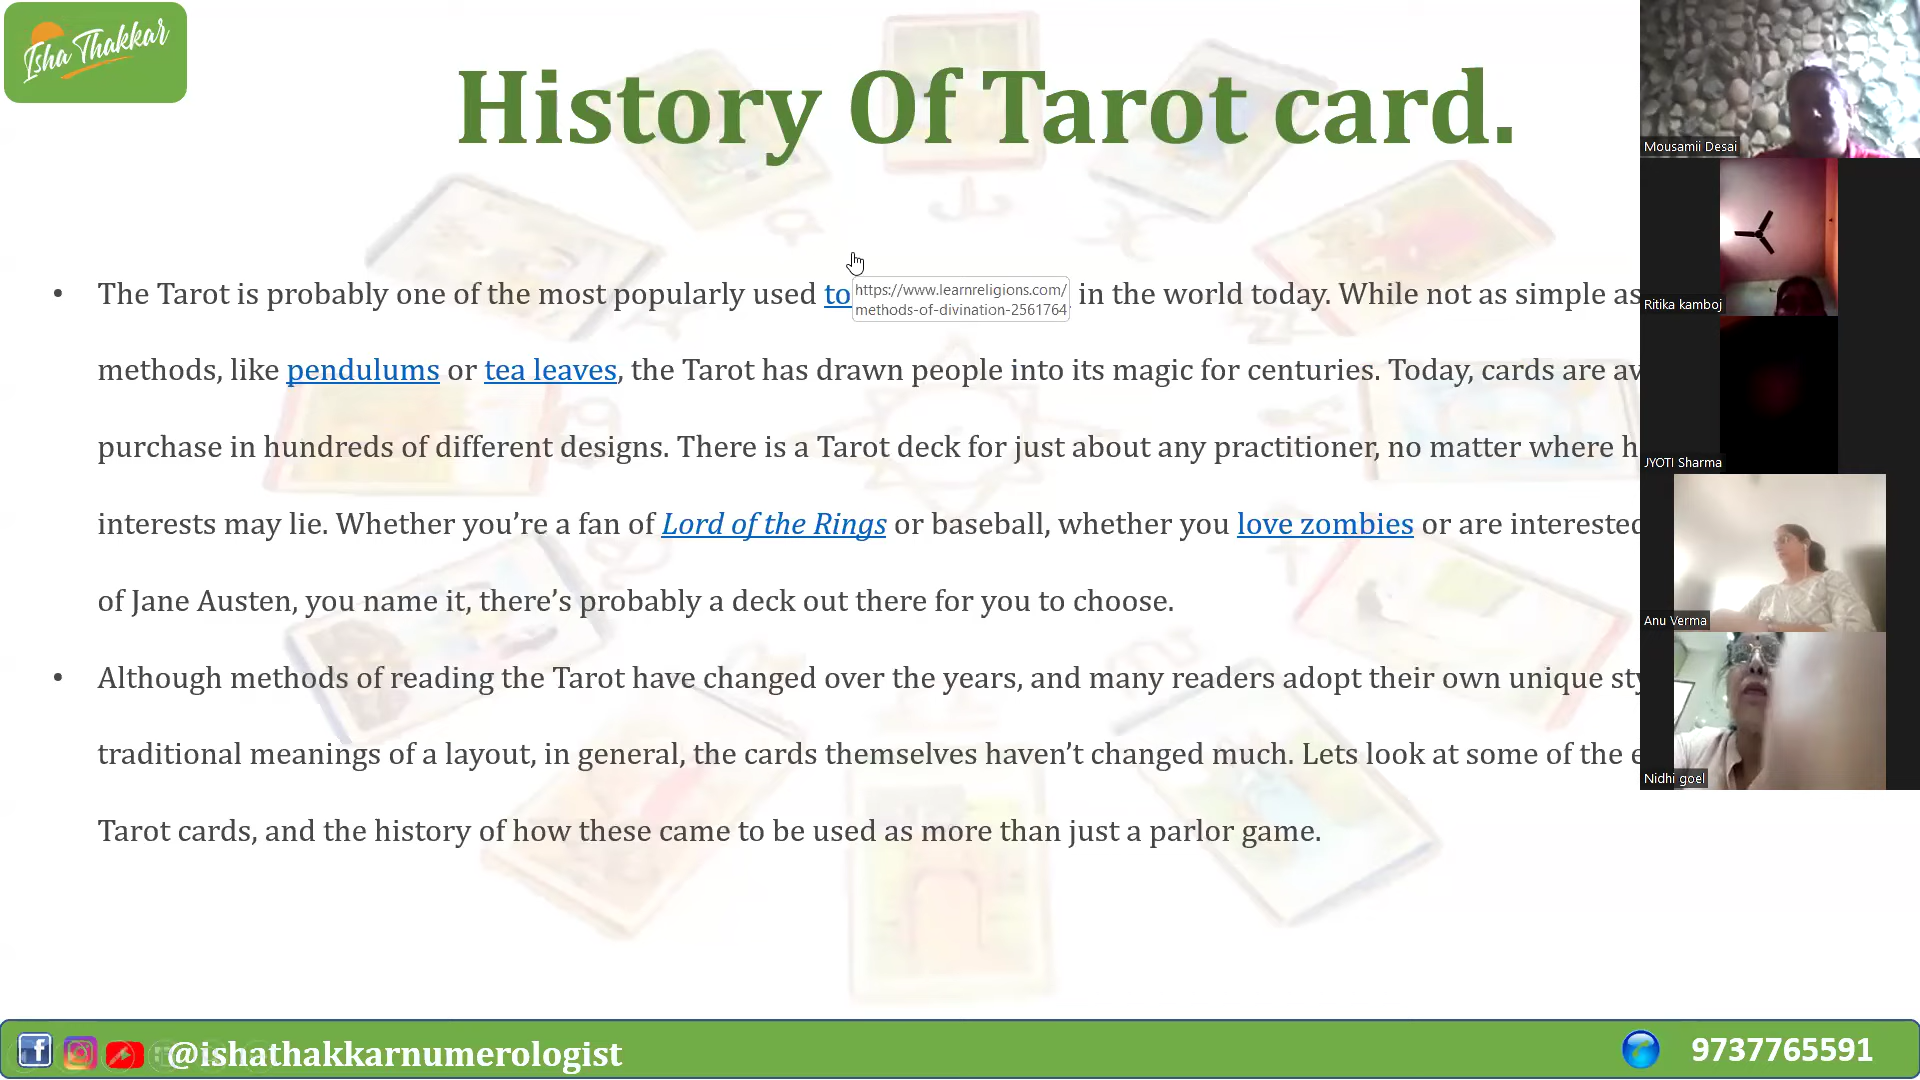 Isha Thakkar
History Of Tarot card.
• The Tarot is probably one of the most popularly used to in the world today. While not as simple as
https://www.learnreligions.com/
methods-of-divination-2561764
methods, like pendulums or tea leaves, the Tarot has drawn people into its magic for centuries. Today, cards are av
purchase in hundreds of different designs. There is a Tarot deck for just about any practitioner, no matter where h
interests may lie. Whether you’re a fan of Lord of the Rings or baseball, whether you love zombies or are interested
of Jane Austen, you name it, there’s probably a deck out there for you to choose.
• Although methods of reading the Tarot have changed over the years, and many readers adopt their own unique sty
traditional meanings of a layout, in general, the cards themselves haven’t changed much. Lets look at some of the e
Tarot cards, and the history of how these came to be used as more than just a parlor game.
@ishathakkarnumerologist
9737765591
Mousamii Desai
Ritika kamboj
JYOTI Sharma
Anu Verma
Nidhi goel